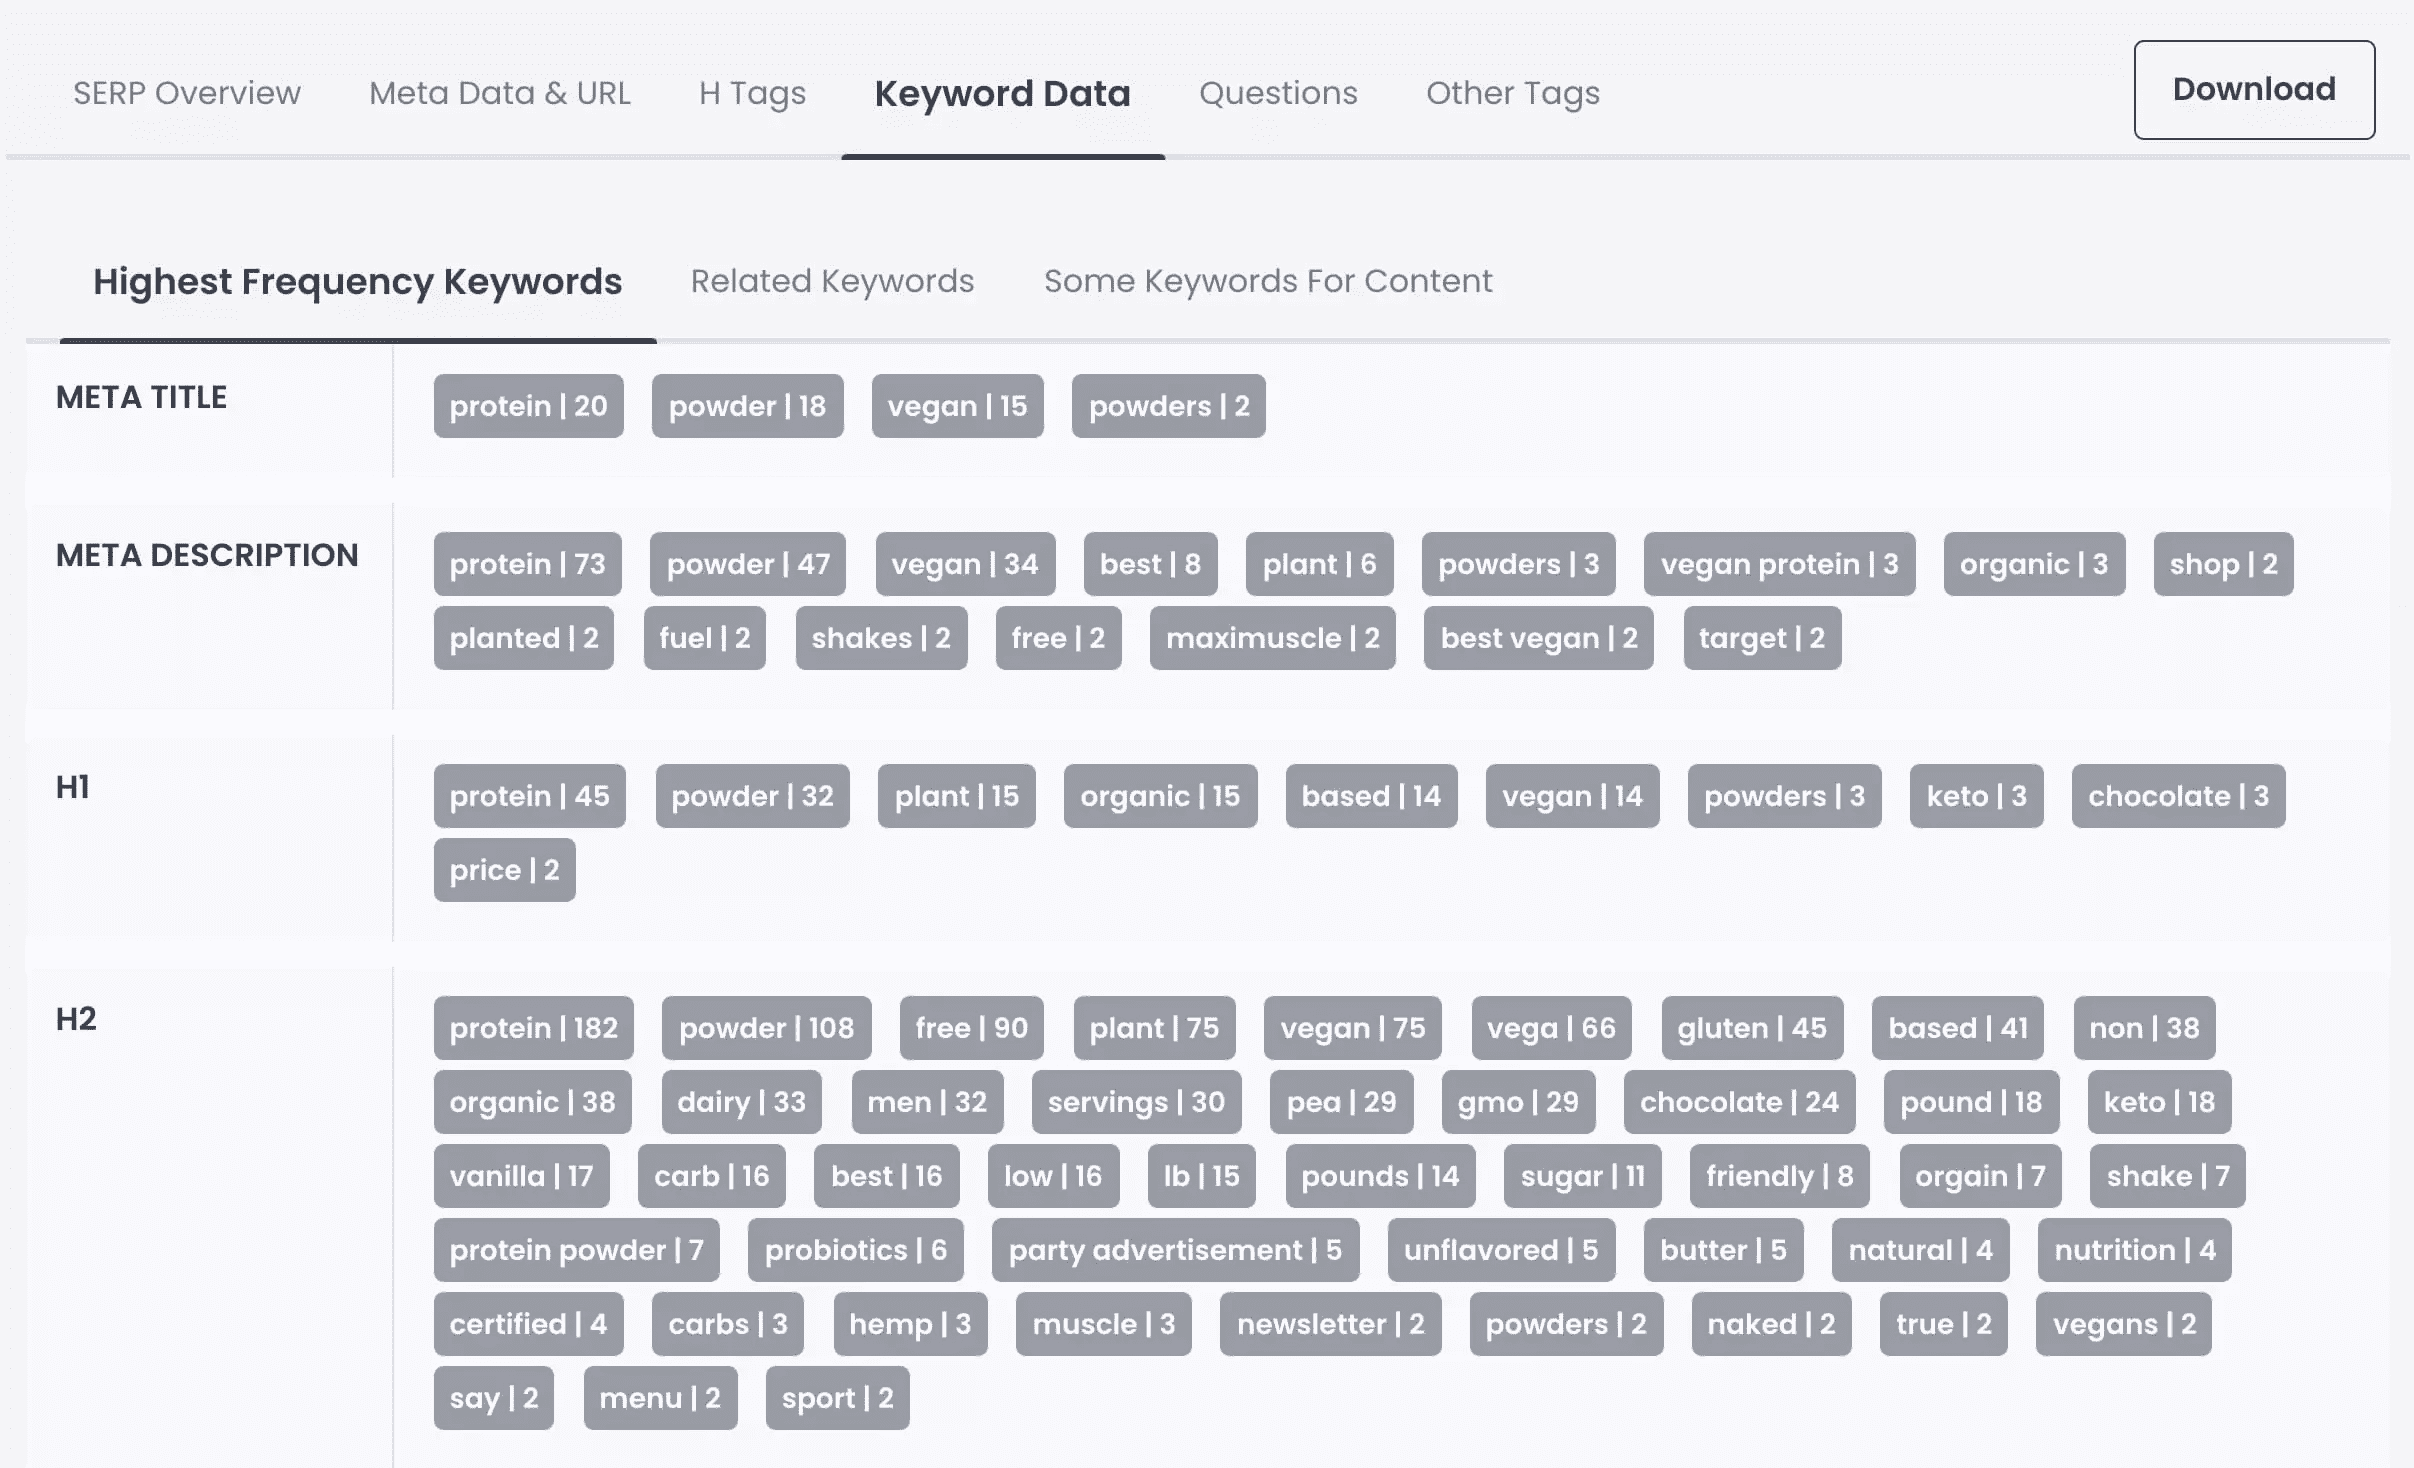 SERP Overview Meta Data & URL H Tags Keyword Data Questions Other Tags Download
Highest Frequency Keywords Related Keywords Some Keywords For Content
META TITLE protein | 20 powder | 18 vegan | 15 powders | 2
META DESCRIPTION protein | 73 powder | 47 vegan | 34 best | 8 plant | 6 powders | 3 vegan protein | 3 organic | 3 shop | 2
planted | 2 fuel | 2 shakes | 2 free | 2 maximuscle | 2 best vegan | 2 target | 2
H1 protein | 45 powder | 32 plant | 15 organic | 15 based | 14 vegan | 14 powders | 3 keto | 3 chocolate | 3
price | 2
H2 protein | 182 powder | 108 free | 90 plant | 75 vegan | 75 vega | 66 gluten | 45 based | 41 non | 38
organic | 38 dairy | 33 men | 32 servings | 30 pea | 29 gmo | 29 chocolate | 24 pound | 18 keto | 18
vanilla | 17 carb | 16 best | 16 low | 16 lb | 15 pounds | 14 sugar | 11 friendly | 8 orgain | 7 shake | 7
protein powder | 7 probiotics | 6 party advertisement | 5 unflavored | 5 butter | 5 natural | 4 nutrition | 4
certified | 4 carbs | 3 hemp | 3 muscle | 3 newsletter | 2 powders | 2 naked | 2 true | 2 vegans | 2
say | 2 menu | 2 sport | 2